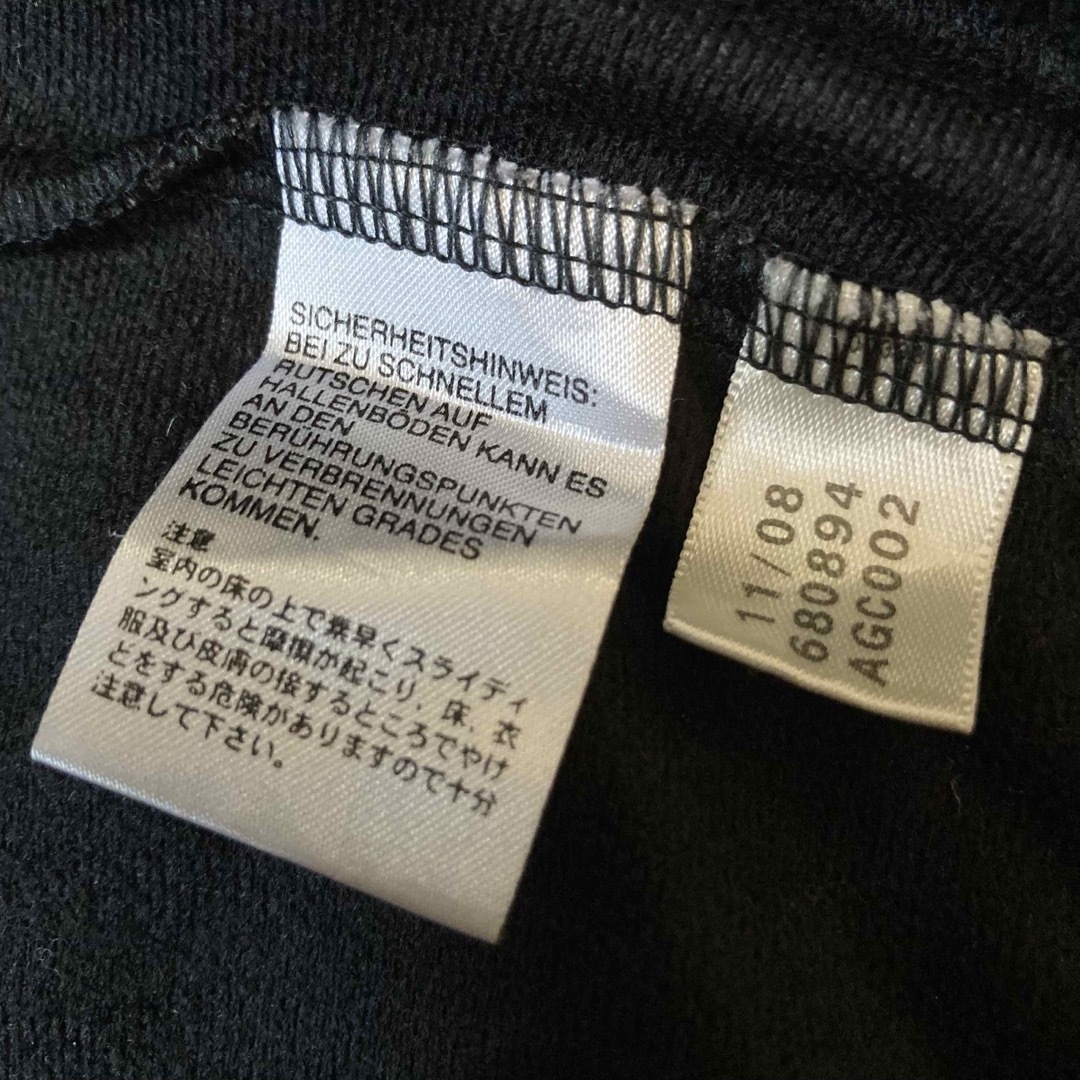 SICHERHEITSHINWEIS:
BEI ZU SCHNELLEM
RUTSCHEN AUF
HALLENBÖDEN KANN ES
AN DEN
BERÜHRUNGSPUNKTEN
ZU VERBRENNUNGEN
LEICHTEN GRADES
KOMMEN.
注意
室内の床の上で素早くスライディ
ングすると摩擦が起こり、床、衣
服及び皮膚の接するところでやけ
どをする危険がありますので十分
注意して下さい。
11/08
680894
AGC002